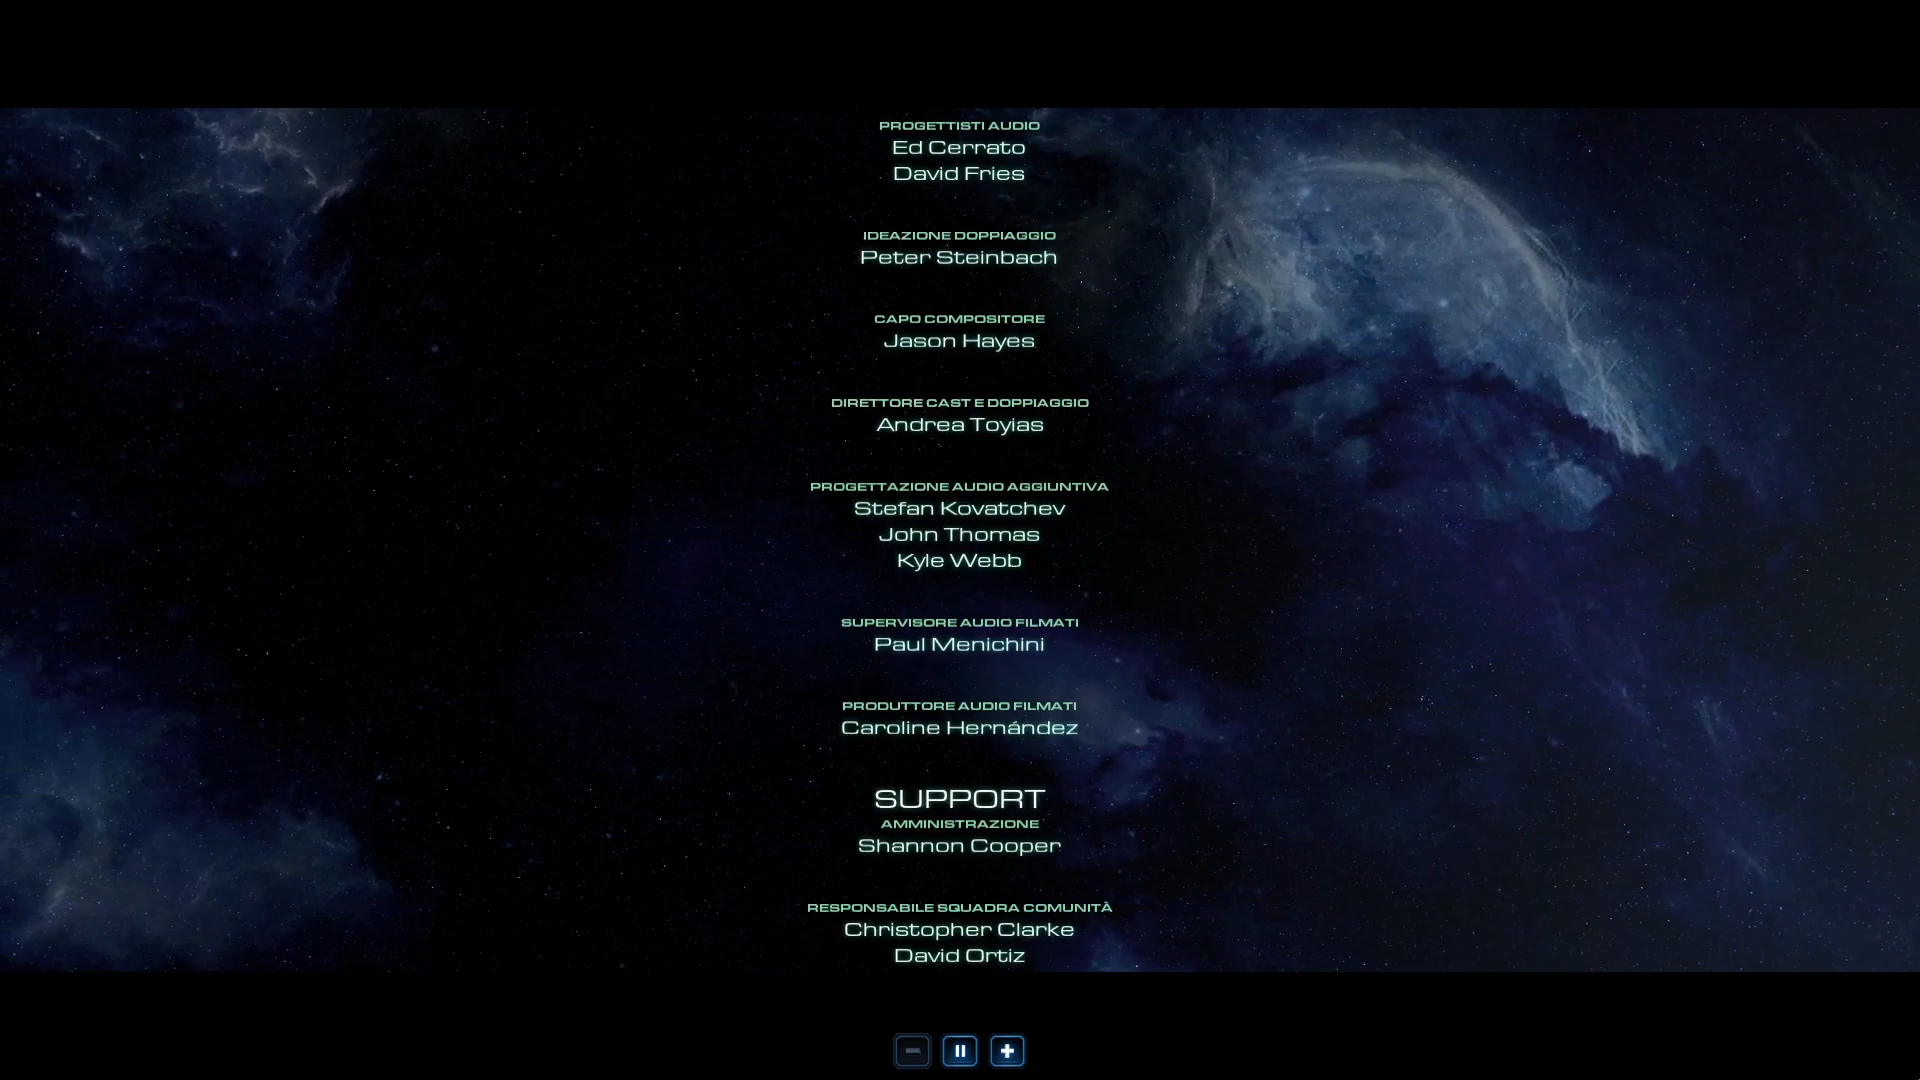 PROGETTISTI AUDIO
Ed Cerrato
David Fries
IDEAZIONE DOPPIAGGIO
Peter Steinbach
CAPO COMPOSITORE
Jason Hayes
DIRETTORE CAST E DOPPIAGGIO
Andrea Toyias
PROGETTAZIONE AUDIO AGGIUNTIVA
Stefan Kovatchev
John Thomas
Kyle Webb
SUPERVISORE AUDIO FILMATI
Paul Menichini
PRODUTTORE AUDIO FILMATI
Caroline Hernández
SUPPORT
AMMINISTRAZIONE
Shannon Cooper
RESPONSABILE SQUADRA COMUNITÀ
Christopher Clarke
David Ortiz